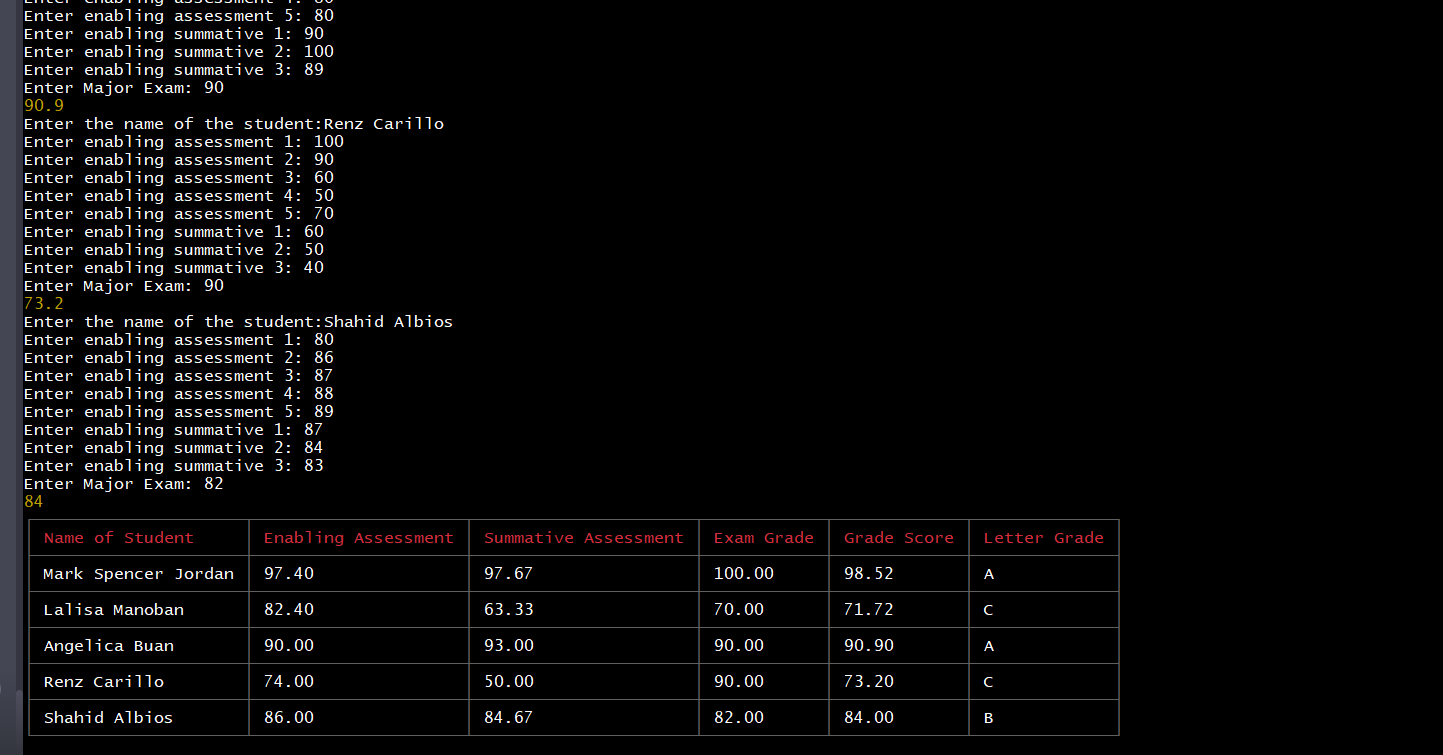 Enter enabling assessment 4: 80
Enter enabling assessment 5: 80
Enter enabling summative 1: 90
Enter enabling summative 2: 100
Enter enabling summative 3: 89
Enter Major Exam: 90
90.9
Enter the name of the student:Renz Carillo
Enter enabling assessment 1: 100
Enter enabling assessment 2: 90
Enter enabling assessment 3: 60
Enter enabling assessment 4: 50
Enter enabling assessment 5: 70
Enter enabling summative 1: 60
Enter enabling summative 2: 50
Enter enabling summative 3: 40
Enter Major Exam: 90
73.2
Enter the name of the student:Shahid Albios
Enter enabling assessment 1: 80
Enter enabling assessment 2: 86
Enter enabling assessment 3: 87
Enter enabling assessment 4: 88
Enter enabling assessment 5: 89
Enter enabling summative 1: 87
Enter enabling summative 2: 84
Enter enabling summative 3: 83
Enter Major Exam: 82
84
Name of Student Enabling Assessment Summative Assessment Exam Grade Grade Score Letter Grade
Mark Spencer Jordan 97.40 97.67 100.00 98.52 A
Lalisa Manoban 82.40 63.33 70.00 71.72 C
Angelica Buan 90.00 93.00 90.00 90.90 A
Renz Carillo 74.00 50.00 90.00 73.20 C
Shahid Albios 86.00 84.67 82.00 84.00 B